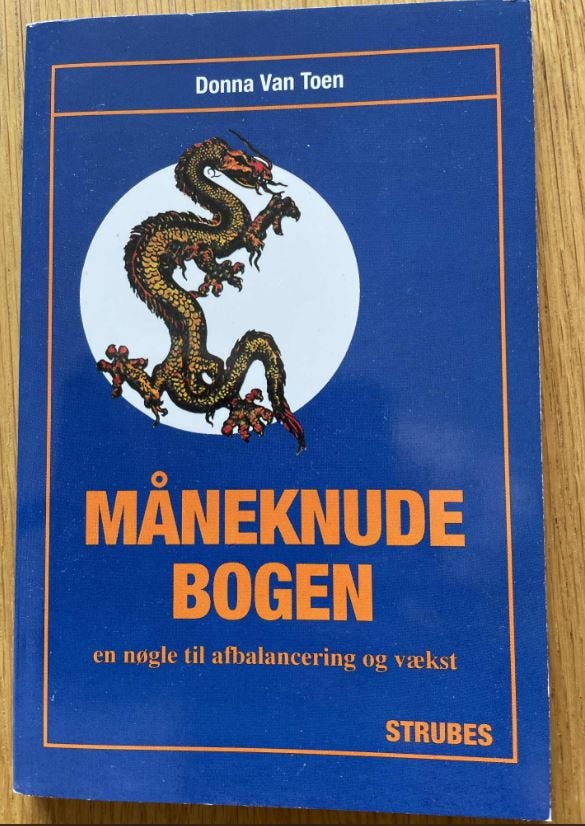 Donna Van Toen
MÅNEKNUDE
BOGEN
en nøgle til afbalancering og vækst
STRUBES